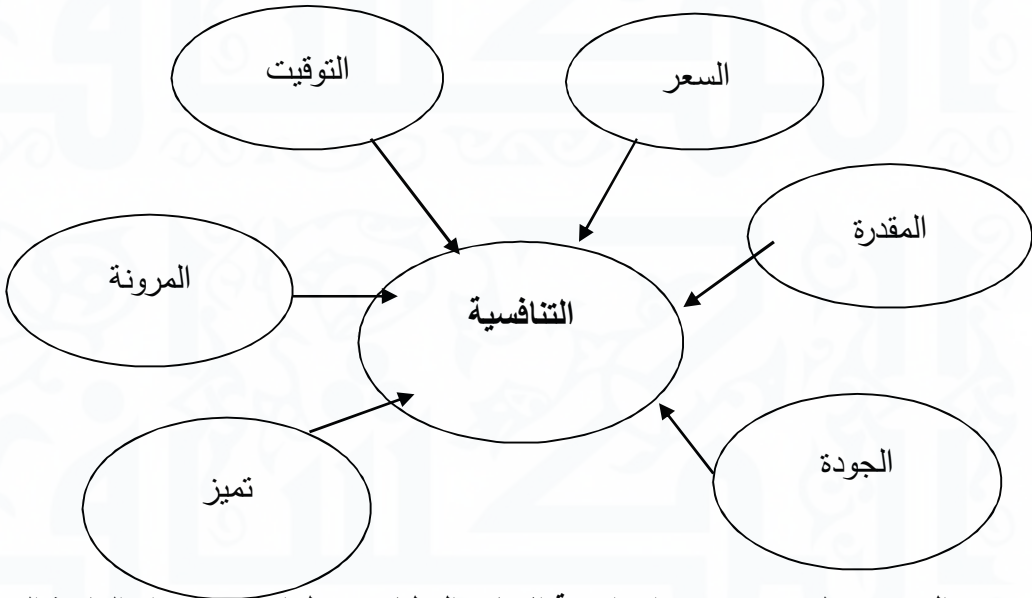 التوقيت
السعر
المقدرة
المرونة
التنافسية
الجودة
تميز